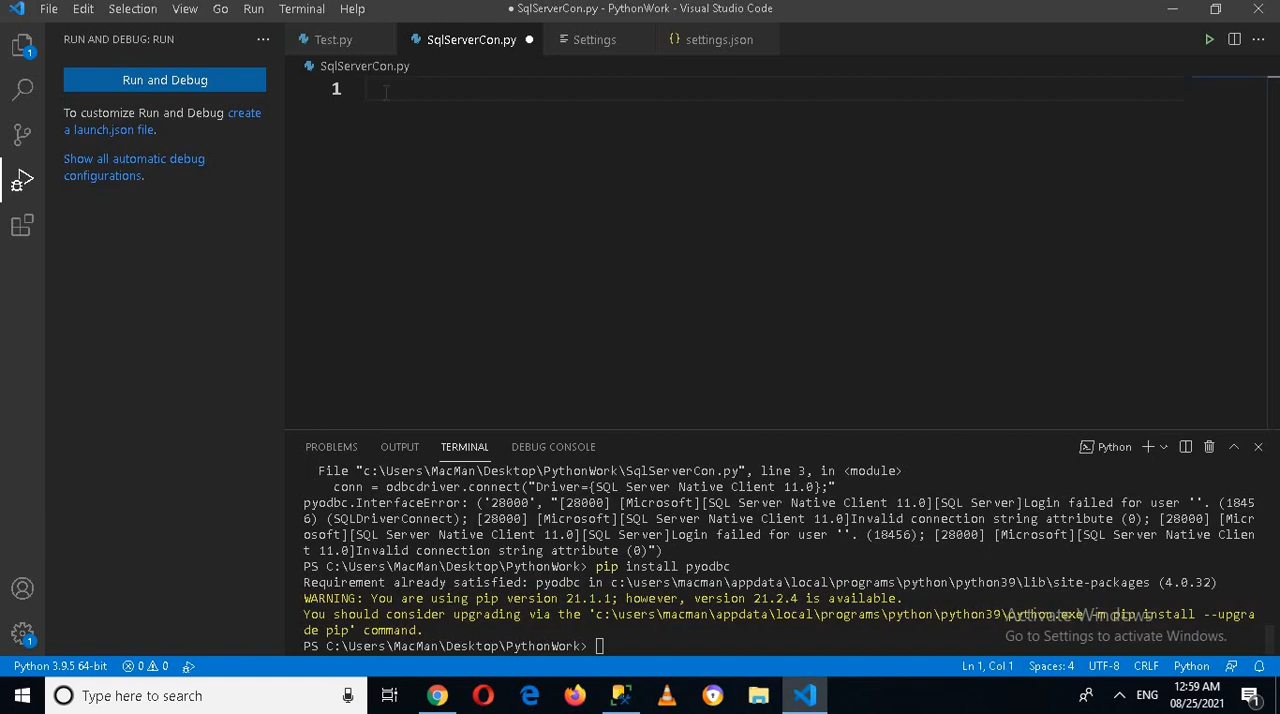 File Edit Selection View Go Run Terminal Help
● SqlServerCon.py - PythonWork - Visual Studio Code
RUN AND DEBUG: RUN ...
Test.py SqlServerCon.py Settings {} settings.json
1
Run and Debug
To customize Run and Debug create
a launch.json file.
Show all automatic debug
configurations.
SqlServerCon.py
1
PROBLEMS OUTPUT TERMINAL DEBUG CONSOLE Python
File "c:\Users\MacMan\Desktop\PythonWork\SqlServerCon.py", line 3, in <module>
conn = odbcdriver.connect("Driver={SQL Server Native Client 11.0};"
pyodbc.InterfaceError: ('28000', "[28000] [Microsoft][SQL Server Native Client 11.0][SQL Server]Login failed for user ''. (1845
6) (SQLDriverConnect); [28000] [Microsoft][SQL Server Native Client 11.0]Invalid connection string attribute (0); [28000] [Micr
osoft][SQL Server Native Client 11.0][SQL Server]Login failed for user ''. (18456); [28000] [Microsoft][SQL Server Native Clien
t 11.0]Invalid connection string attribute (0)")
PS C:\Users\MacMan\Desktop\PythonWork> pip install pyodbc
Requirement already satisfied: pyodbc in c:\users\macman\appdata\local\programs\python\python39\lib\site-packages (4.0.32)
WARNING: You are using pip version 21.1.1; however, version 21.2.4 is available.
You should consider upgrading via the 'c:\users\macman\appdata\local\programs\python\python39\python.exe -m pip install --upgra
de pip' command.
PS C:\Users\MacMan\Desktop\PythonWork>
Activate Windows
Go to Settings to activate Windows.
1
Python 3.9.5 64-bit 0 0 Ln 1, Col 1 Spaces: 4 UTF-8 CRLF Python
Type here to search ENG 12:59 AM
08/25/2021 1